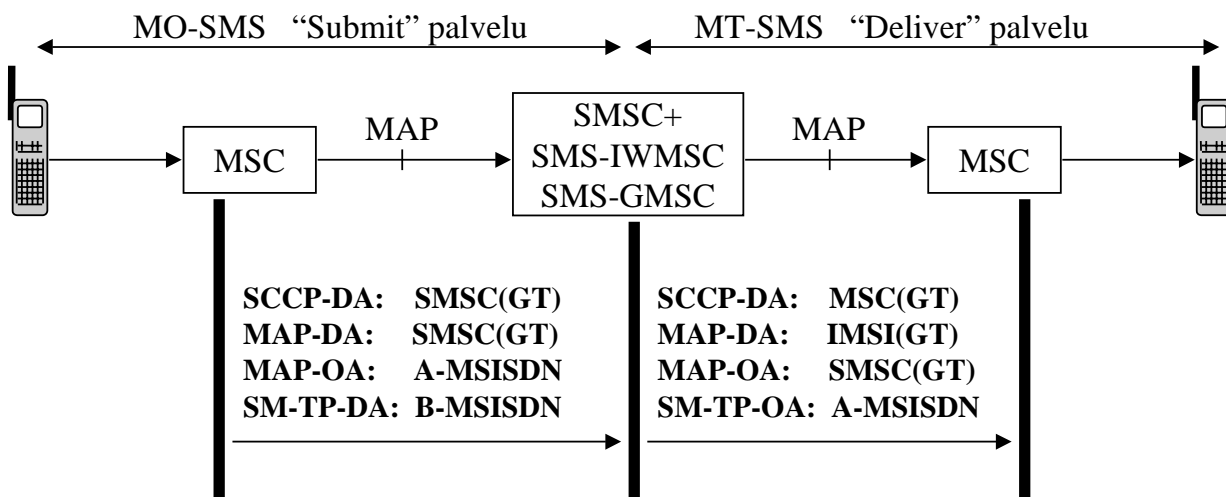 MO-SMS “Submit” palvelu
MT-SMS “Deliver” palvelu
MSC
MAP
SMSC+
SMS-IWMSC
SMS-GMSC
MAP
MSC
SCCP-DA: SMSC(GT)
MAP-DA: SMSC(GT)
MAP-OA: A-MSISDN
SM-TP-DA: B-MSISDN
SCCP-DA: MSC(GT)
MAP-DA: IMSI(GT)
MAP-OA: SMSC(GT)
SM-TP-OA: A-MSISDN